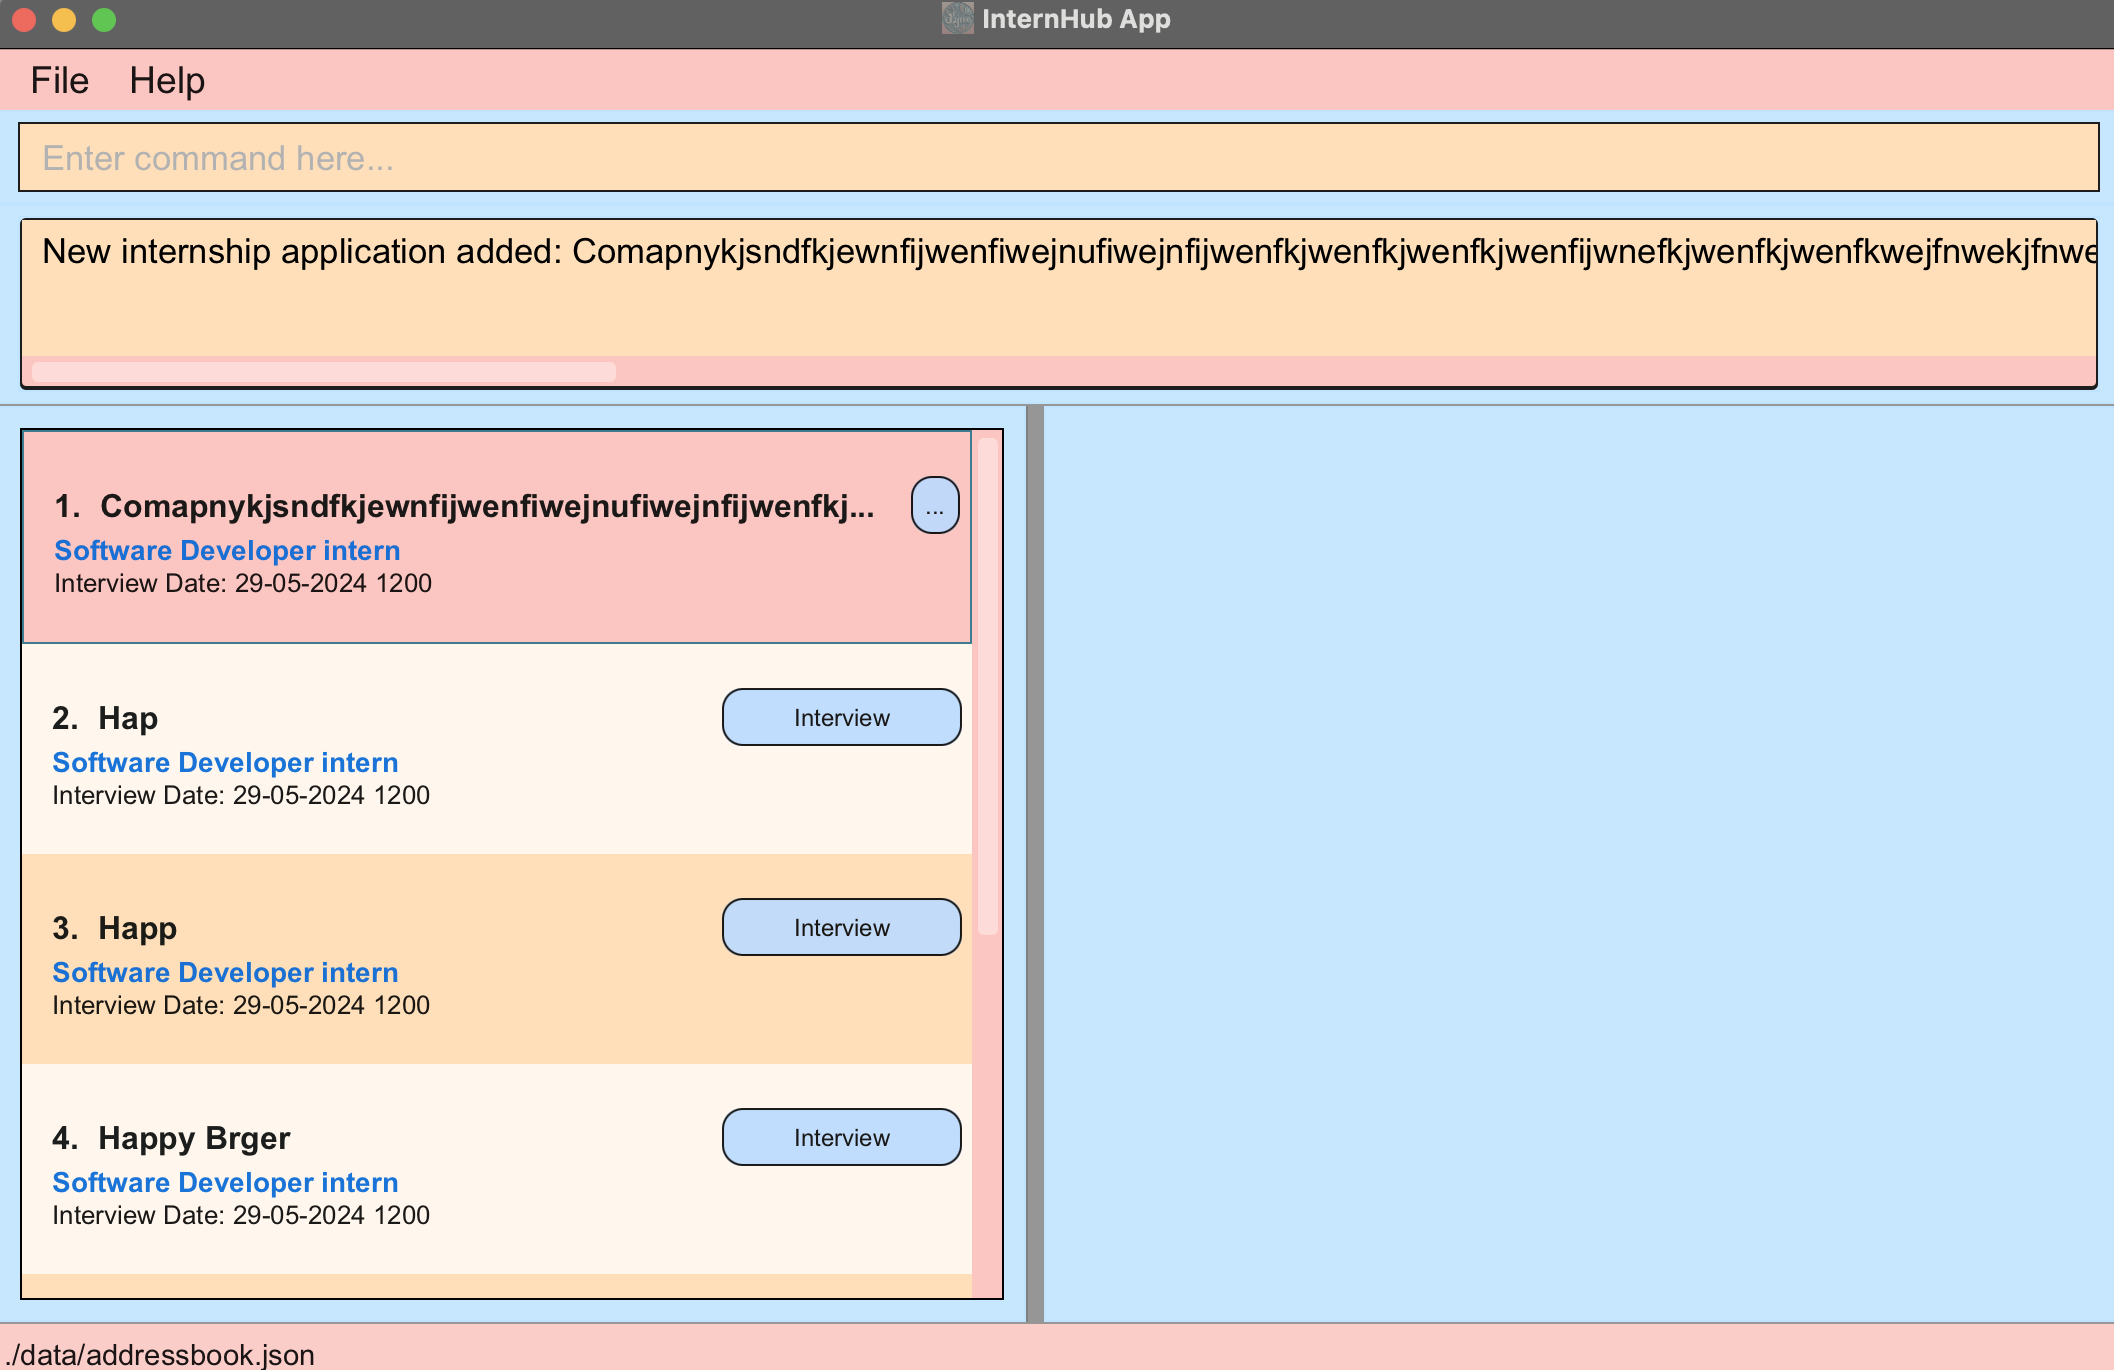 InternHub App
File Help
Enter command here...
New internship application added: Comapnykjsndfkjewnfijwenfiwejnufiwejnfijwenfkjwenfkjwenfkjwenfijwnefkjwenfkjwenfkwejfnwekjfnwe
1. Comapnykjsndfkjewnfijwenfiwejnufiwejnfijwenfkj... ...
Software Developer intern
Interview Date: 29-05-2024 1200
2. Hap Interview
Software Developer intern
Interview Date: 29-05-2024 1200
3. Happ Interview
Software Developer intern
Interview Date: 29-05-2024 1200
4. Happy Brger Interview
Software Developer intern
Interview Date: 29-05-2024 1200
./data/addressbook.json